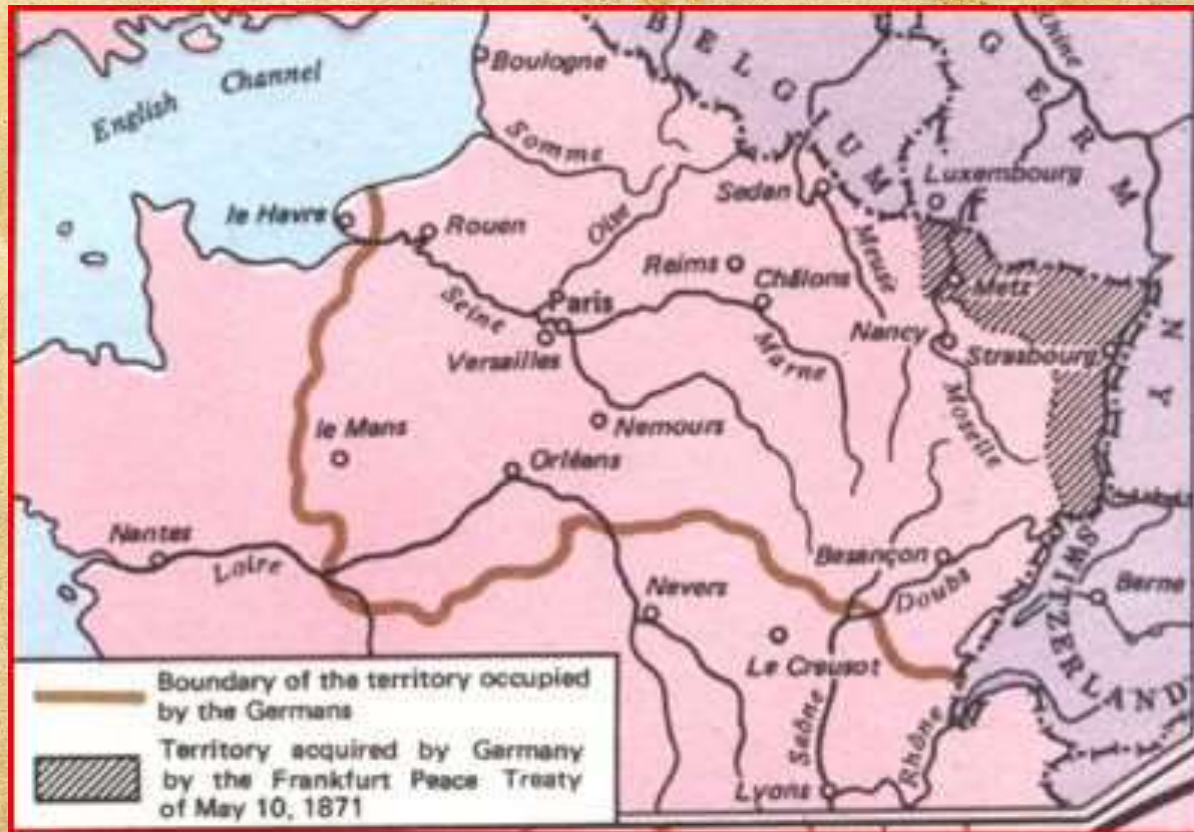 English Channel
Boulogne
BELGIUM
GERMANY
Rhine
Somme
Sedan
Luxembourg
le Havre
Rouen
Oise
Meuse
Reims
Châlons
Metz
Seine
Paris
Versailles
Marne
Nancy
Strasbourg
Moselle
le Mans
Nemours
Orléans
Nantes
Loire
Besançon
Doubs
SWITZERLAND
Berne
Nevers
Le Creusot
Saône
Rhône
Lyons
Boundary of the territory occupied
by the Germans
Territory acquired by Germany
by the Frankfurt Peace Treaty
of May 10, 1871